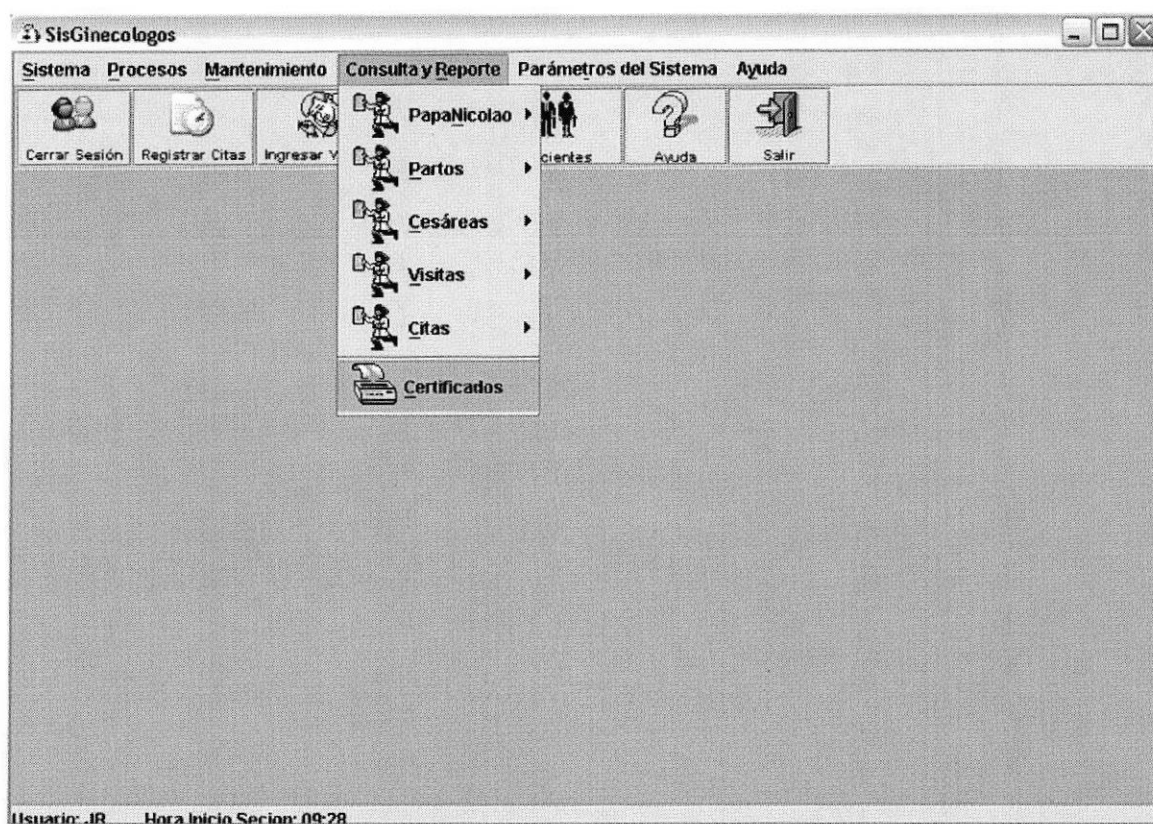 SisGinecologos
Sistema Procesos Mantenimiento Consulta y Reporte Parámetros del Sistema Ayuda
Cerrar Sesión Registrar Citas Ingresar Ayuda Salir
PapaNicolao
Partos
Cesáreas
Visitas
Citas
Certificados
Usuario: JR Hora Inicio Secion: 09:28